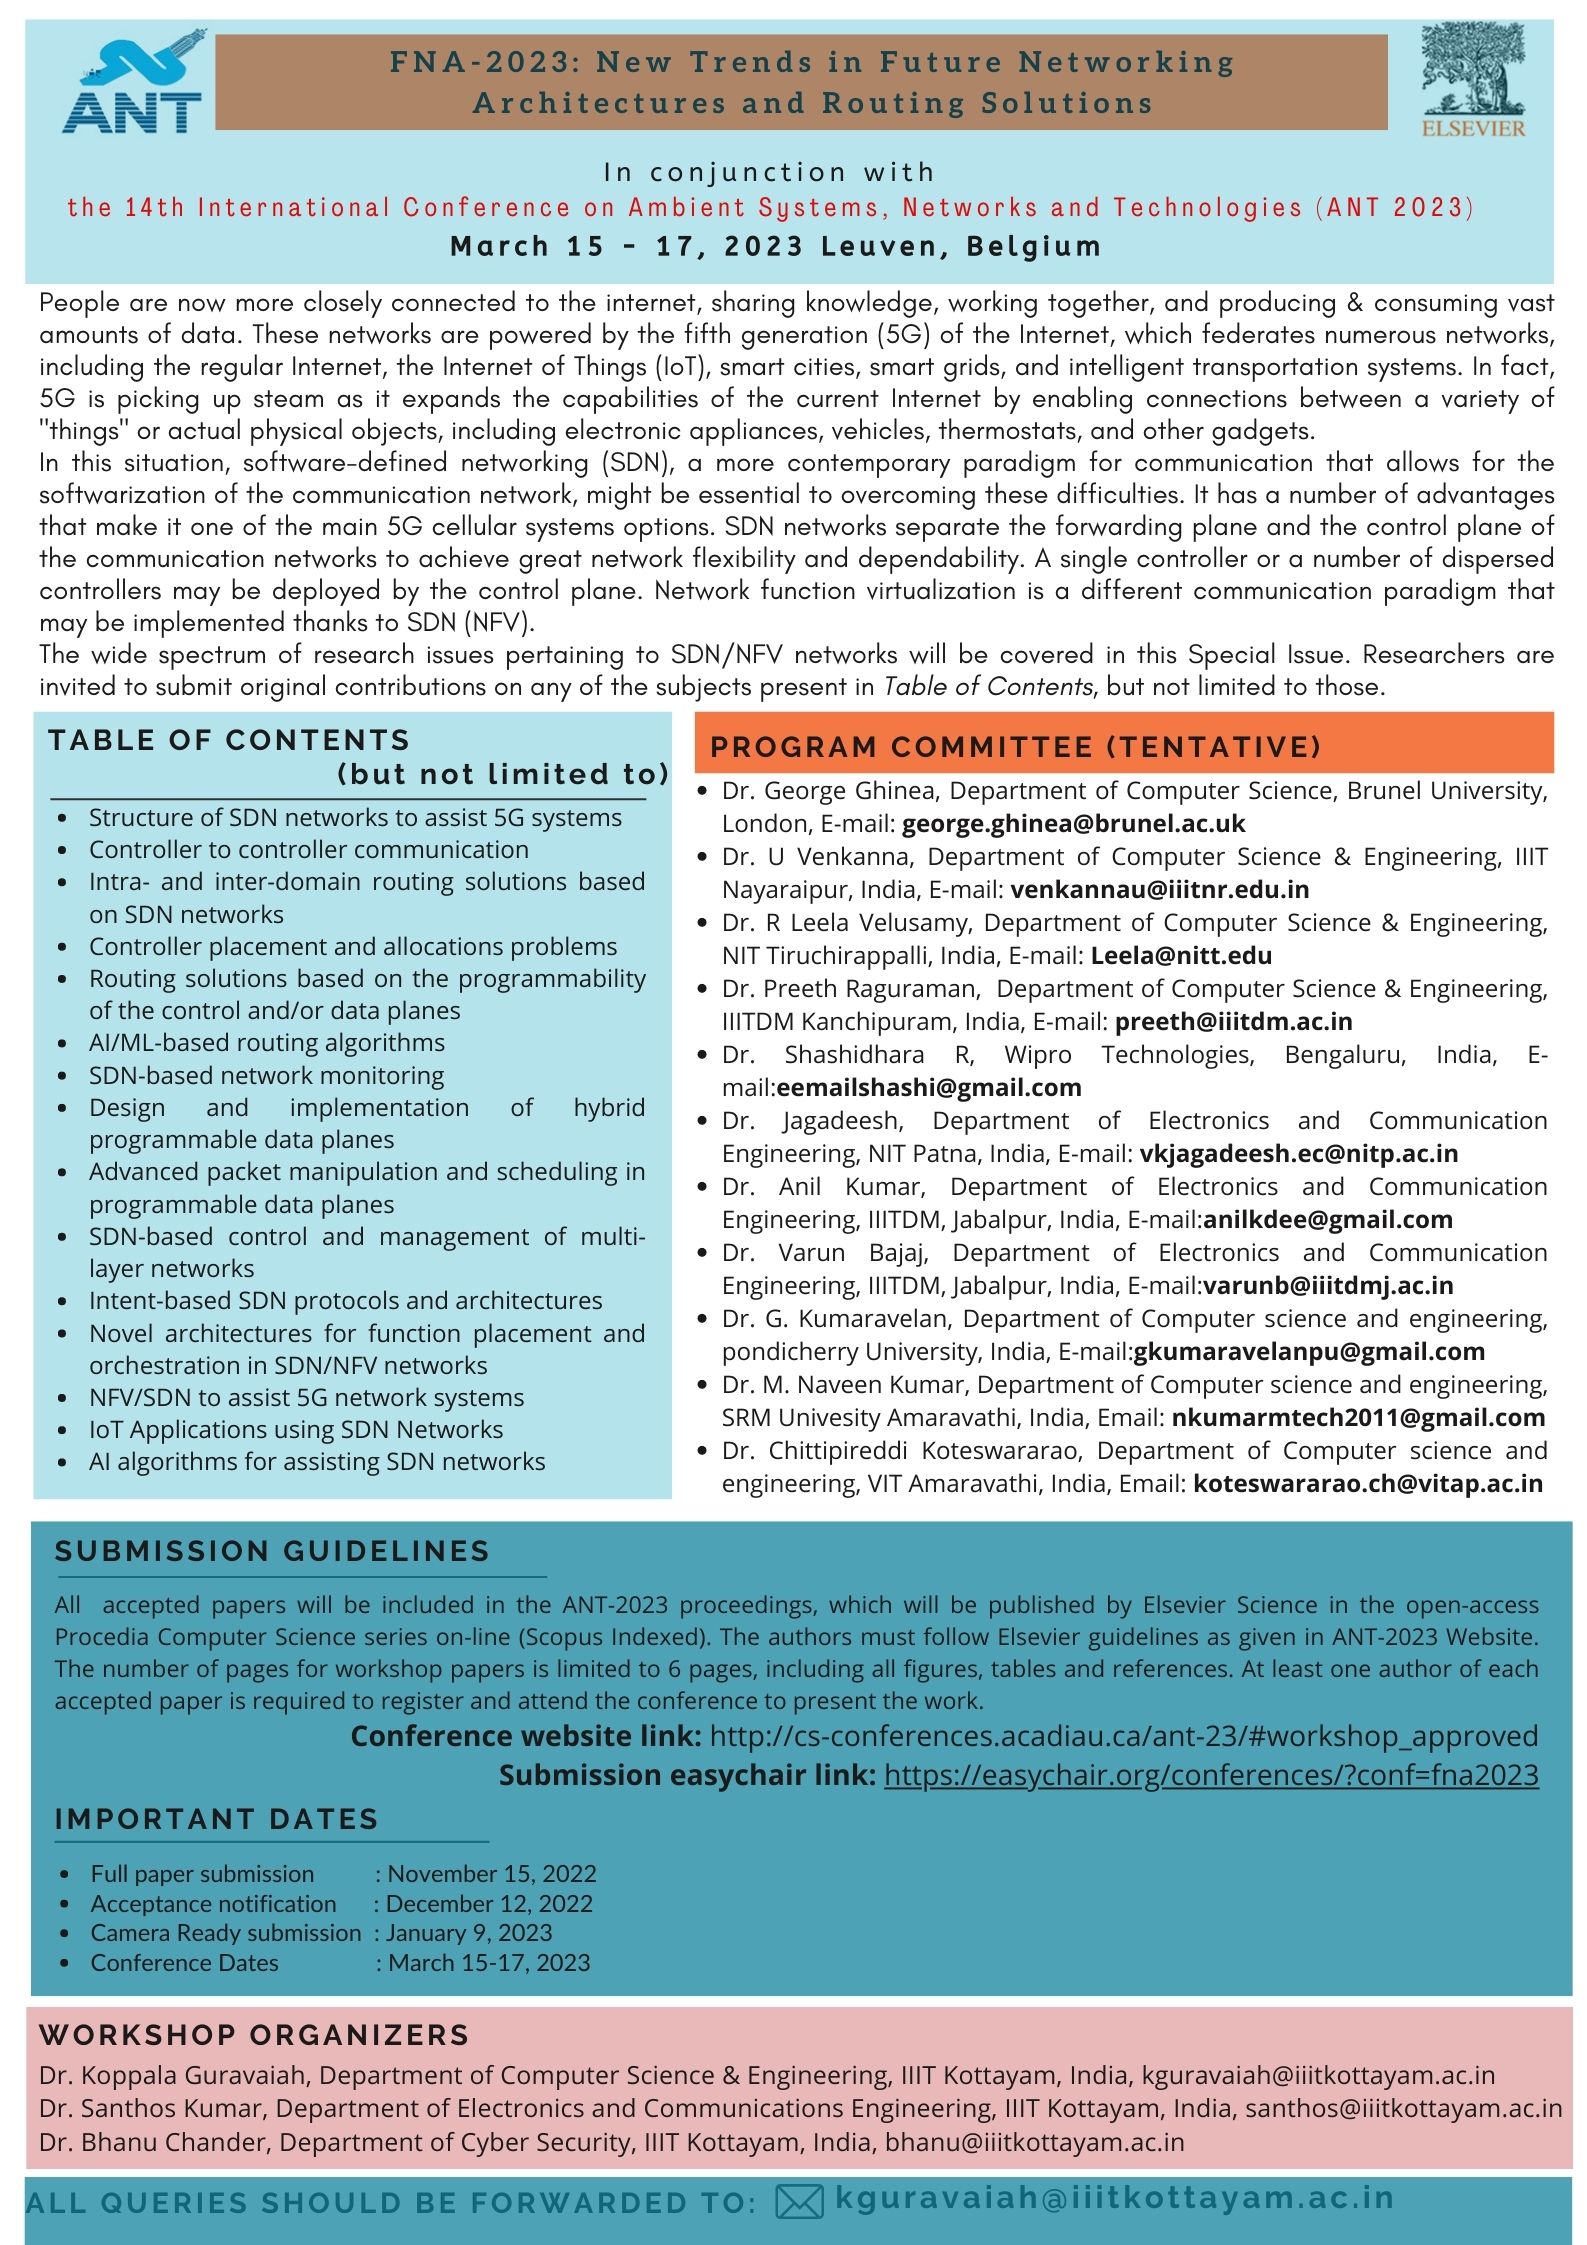 ANT
FNA-2023: New Trends in Future Networking
Architectures and Routing Solutions
ELSEVIER
In conjunction with
the 14th International Conference on Ambient Systems, Networks and Technologies (ANT 2023)
March 15 - 17, 2023 Leuven, Belgium
People are now more closely connected to the internet, sharing knowledge, working together, and producing & consuming vast
amounts of data. These networks are powered by the fifth generation (5G) of the Internet, which federates numerous networks,
including the regular Internet, the Internet of Things (IoT), smart cities, smart grids, and intelligent transportation systems. In fact,
5G is picking up steam as it expands the capabilities of the current Internet by enabling connections between a variety of
"things" or actual physical objects, including electronic appliances, vehicles, thermostats, and other gadgets.
In this situation, software-defined networking (SDN), a more contemporary paradigm for communication that allows for the
softwarization of the communication network, might be essential to overcoming these difficulties. It has a number of advantages
that make it one of the main 5G cellular systems options. SDN networks separate the forwarding plane and the control plane of
the communication networks to achieve great network flexibility and dependability. A single controller or a number of dispersed
controllers may be deployed by the control plane. Network function virtualization is a different communication paradigm that
may be implemented thanks to SDN (NFV).
The wide spectrum of research issues pertaining to SDN/NFV networks will be covered in this Special Issue. Researchers are
invited to submit original contributions on any of the subjects present in Table of Contents, but not limited to those.
TABLE OF CONTENTS
(but not limited to)
• Structure of SDN networks to assist 5G systems
• Controller to controller communication
• Intra- and inter-domain routing solutions based
on SDN networks
• Controller placement and allocations problems
• Routing solutions based on the programmability
of the control and/or data planes
• AI/ML-based routing algorithms
• SDN-based network monitoring
• Design and implementation of hybrid
programmable data planes
• Advanced packet manipulation and scheduling in
programmable data planes
• SDN-based control and management of multi-
layer networks
• Intent-based SDN protocols and architectures
• Novel architectures for function placement and
orchestration in SDN/NFV networks
• NFV/SDN to assist 5G network systems
• IoT Applications using SDN Networks
• AI algorithms for assisting SDN networks
PROGRAM COMMITTEE (TENTATIVE)
• Dr. George Ghinea, Department of Computer Science, Brunel University,
London, E-mail: george.ghinea@brunel.ac.uk
• Dr. U Venkanna, Department of Computer Science & Engineering, IIIT
Nayaraipur, India, E-mail: venkannau@iiitnr.edu.in
• Dr. R Leela Velusamy, Department of Computer Science & Engineering,
NIT Tiruchirappalli, India, E-mail: Leela@nitt.edu
• Dr. Preeth Raguraman, Department of Computer Science & Engineering,
IIITDM Kanchipuram, India, E-mail: preeth@iiitdm.ac.in
• Dr. Shashidhara R, Wipro Technologies, Bengaluru, India, E-
mail:eemailshashi@gmail.com
• Dr. Jagadeesh, Department of Electronics and Communication
Engineering, NIT Patna, India, E-mail: vkjagadeesh.ec@nitp.ac.in
• Dr. Anil Kumar, Department of Electronics and Communication
Engineering, IIITDM, Jabalpur, India, E-mail:anilkdee@gmail.com
• Dr. Varun Bajaj, Department of Electronics and Communication
Engineering, IIITDM, Jabalpur, India, E-mail:varunb@iiitdmj.ac.in
• Dr. G. Kumaravelan, Department of Computer science and engineering,
pondicherry University, India, E-mail:gkumaravelanpu@gmail.com
• Dr. M. Naveen Kumar, Department of Computer science and engineering,
SRM Univesity Amaravathi, India, Email: nkumarmtech2011@gmail.com
• Dr. Chittipireddi Koteswararao, Department of Computer science and
engineering, VIT Amaravathi, India, Email: koteswararao.ch@vitap.ac.in
SUBMISSION GUIDELINES
All accepted papers will be included in the ANT-2023 proceedings, which will be published by Elsevier Science in the open-access
Procedia Computer Science series on-line (Scopus Indexed). The authors must follow Elsevier guidelines as given in ANT-2023 Website.
The number of pages for workshop papers is limited to 6 pages, including all figures, tables and references. At least one author of each
accepted paper is required to register and attend the conference to present the work.
Conference website link: http://cs-conferences.acadiau.ca/ant-23/#workshop_approved
Submission easychair link: https://easychair.org/conferences/?conf=fna2023
IMPORTANT DATES
• Full paper submission : November 15, 2022
• Acceptance notification : December 12, 2022
• Camera Ready submission : January 9, 2023
• Conference Dates : March 15-17, 2023
WORKSHOP ORGANIZERS
Dr. Koppala Guravaiah, Department of Computer Science & Engineering, IIIT Kottayam, India, kguravaiah@iiitkottayam.ac.in
Dr. Santhos Kumar, Department of Electronics and Communications Engineering, IIIT Kottayam, India, santhos@iiitkottayam.ac.in
Dr. Bhanu Chander, Department of Cyber Security, IIIT Kottayam, India, bhanu@iiitkottayam.ac.in
ALL QUERIES SHOULD BE FORWARDED TO: kguravaiah@iiitkottayam.ac.in